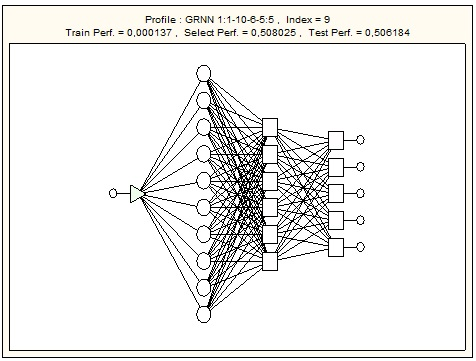 Profile : GRNN 1:1-10-6-5:5 , Index = 9
Train Perf. = 0,000137 , Select Perf. = 0,508025 , Test Perf. = 0,506184